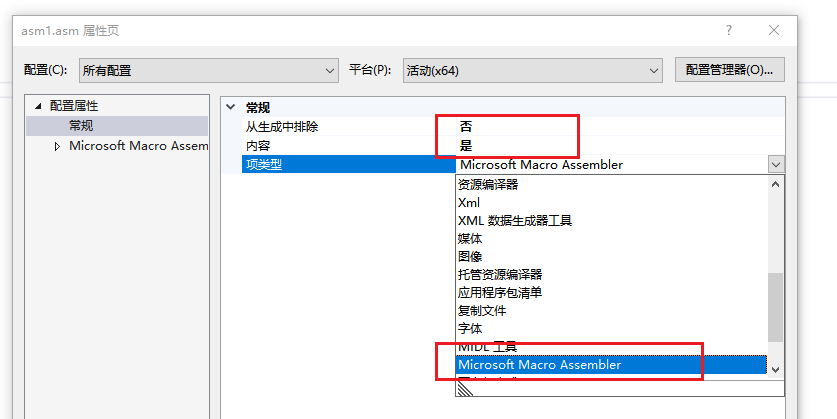 asm1.asm 属性页
?
配置(C):
所有配置
平台(P):
活动(x64)
配置管理器(O)...
配置属性
常规
Microsoft Macro Assem
常规
从生成中排除 否
内容 是
项类型 Microsoft Macro Assembler
资源编译器
Xml
XML 数据生成器工具
媒体
图像
托管资源编译器
应用程序包清单
复制文件
字体
MIDL 工具
Microsoft Macro Assembler